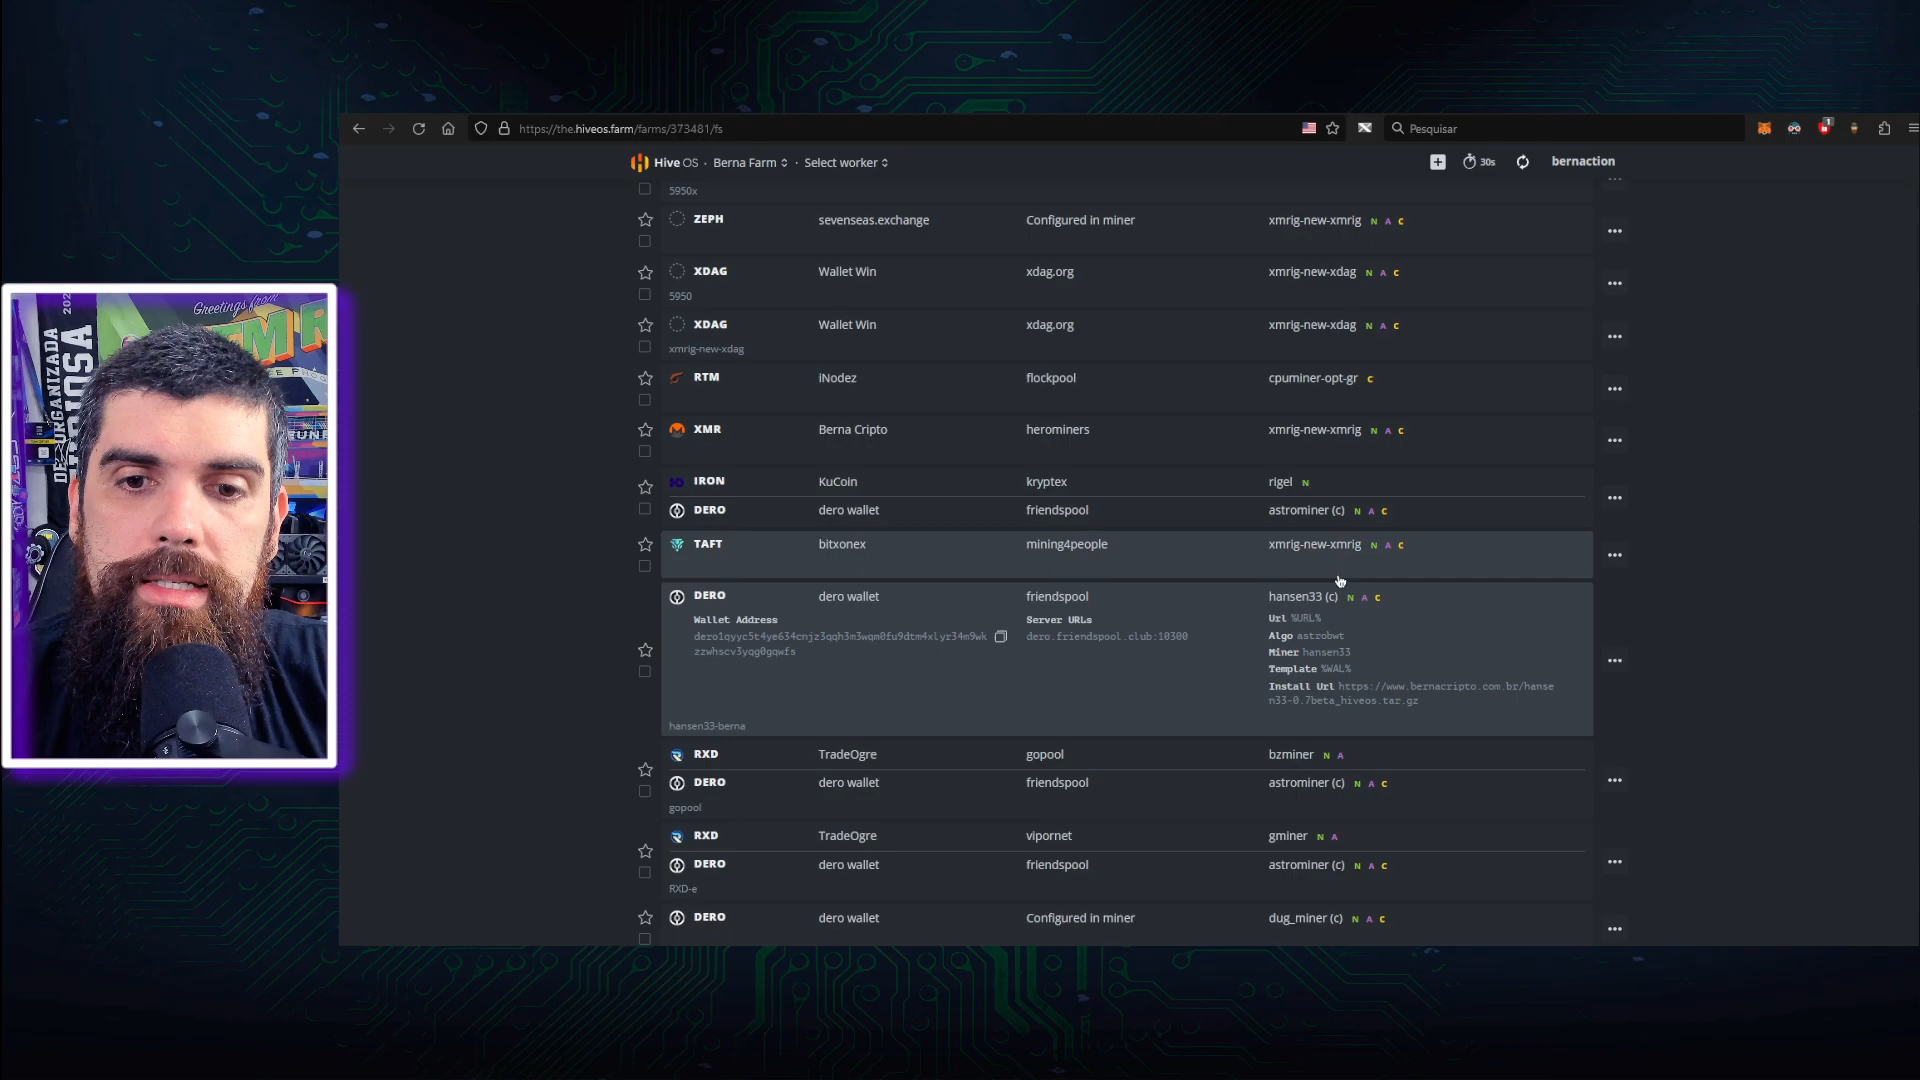 https://the.hiveos.farm/farms/373481/fs
Pesquisar
1
Hive OS · Berna Farm · Select worker
30s
bernaction
5950x
ZEPH sevenseas.exchange Configured in miner xmrig-new-xmrig N A C
XDAG Wallet Win xdag.org xmrig-new-xdag N A C
5950
XDAG Wallet Win xdag.org xmrig-new-xdag N A C
xmrig-new-xdag
RTM iNodez flockpool cpuminer-opt-gr C
XMR Berna Cripto herominers xmrig-new-xmrig N A C
IRON KuCoin kryptex rigel N
DERO dero wallet friendspool astrominer (c) N A C
TAFT bitxonex mining4people xmrig-new-xmrig N A C
DERO dero wallet friendspool hansen33 (c) N A C
Wallet Address
dero1qyyc5t4ye634cnjz3qqh3m3wqm0fu9dtm4xlyr34m9wk
zzwhscv3yqg0gqwfs
Server URLs
dero.friendspool.club:10300
Url %URL%
Algo astrobwt
Miner hansen33
Template %WAL%
Install Url https://www.bernacripto.com.br/hanse
n33-0.7beta_hiveos.tar.gz
hansen33-berna
RXD TradeOgre gopool bzminer N A
DERO dero wallet friendspool astrominer (c) N A C
gopool
RXD TradeOgre vipornet gminer N A
DERO dero wallet friendspool astrominer (c) N A C
RXD-e
DERO dero wallet Configured in miner dug_miner (c) N A C
Greetings from